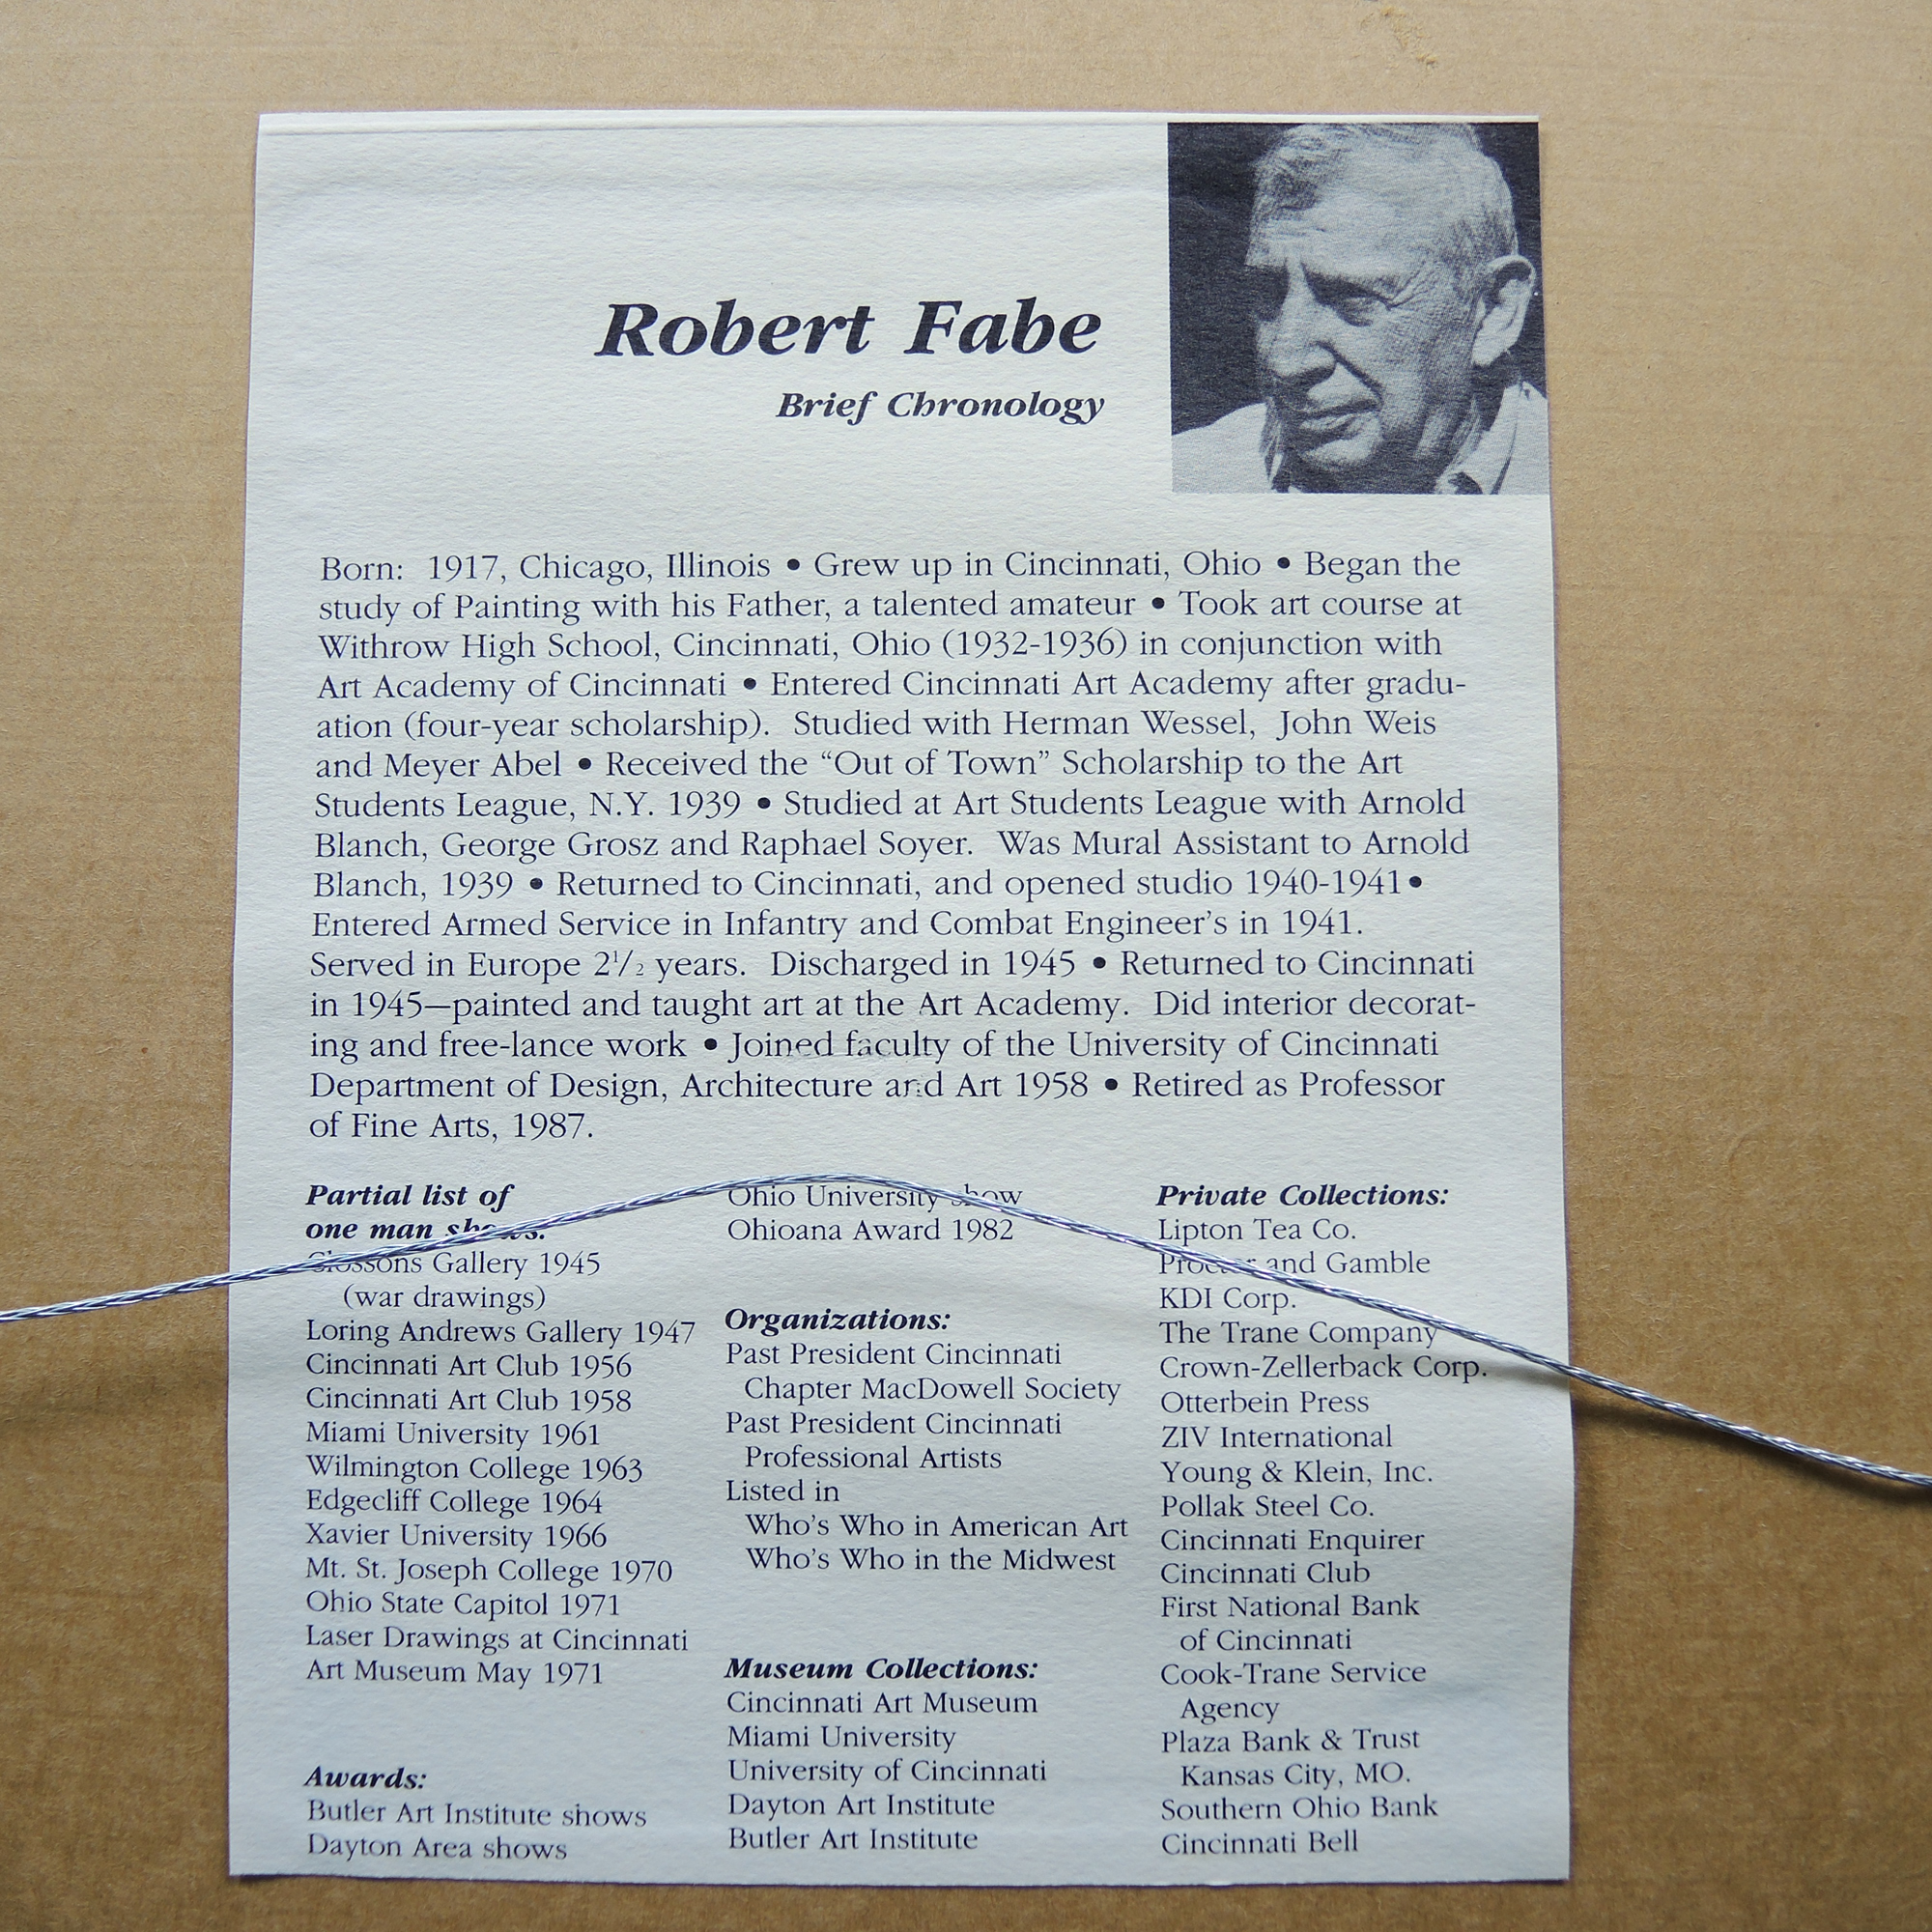 Robert Fabe
Brief Chronology
Born: 1917, Chicago, Illinois • Grew up in Cincinnati, Ohio • Began the
study of Painting with his Father, a talented amateur • Took art course at
Withrow High School, Cincinnati, Ohio (1932-1936) in conjunction with
Art Academy of Cincinnati • Entered Cincinnati Art Academy after gradu-
ation (four-year scholarship). Studied with Herman Wessel, John Weis
and Meyer Abel • Received the “Out of Town” Scholarship to the Art
Students League, N.Y. 1939 • Studied at Art Students League with Arnold
Blanch, George Grosz and Raphael Soyer. Was Mural Assistant to Arnold
Blanch, 1939 • Returned to Cincinnati, and opened studio 1940-1941•
Entered Armed Service in Infantry and Combat Engineer’s in 1941.
Served in Europe 2 1/2 years. Discharged in 1945 • Returned to Cincinnati
in 1945—painted and taught art at the Art Academy. Did interior decorat-
ing and free-lance work • Joined faculty of the University of Cincinnati
Department of Design, Architecture and Art 1958 • Retired as Professor
of Fine Arts, 1987.
Partial list of
one man shows:
Clossons Gallery 1945
(war drawings)
Loring Andrews Gallery 1947
Cincinnati Art Club 1956
Cincinnati Art Club 1958
Miami University 1961
Wilmington College 1963
Edgecliff College 1964
Xavier University 1966
Mt. St. Joseph College 1970
Ohio State Capitol 1971
Laser Drawings at Cincinnati
Art Museum May 1971
Awards:
Butler Art Institute shows
Dayton Area shows
Ohio University show
Ohioana Award 1982
Organizations:
Past President Cincinnati
Chapter MacDowell Society
Past President Cincinnati
Professional Artists
Listed in
Who’s Who in American Art
Who’s Who in the Midwest
Museum Collections:
Cincinnati Art Museum
Miami University
University of Cincinnati
Dayton Art Institute
Butler Art Institute
Private Collections:
Lipton Tea Co.
Procter and Gamble
KDI Corp.
The Trane Company
Crown-Zellerback Corp.
Otterbein Press
ZIV International
Young & Klein, Inc.
Pollak Steel Co.
Cincinnati Enquirer
Cincinnati Club
First National Bank
of Cincinnati
Cook-Trane Service
Agency
Plaza Bank & Trust
Kansas City, MO.
Southern Ohio Bank
Cincinnati Bell